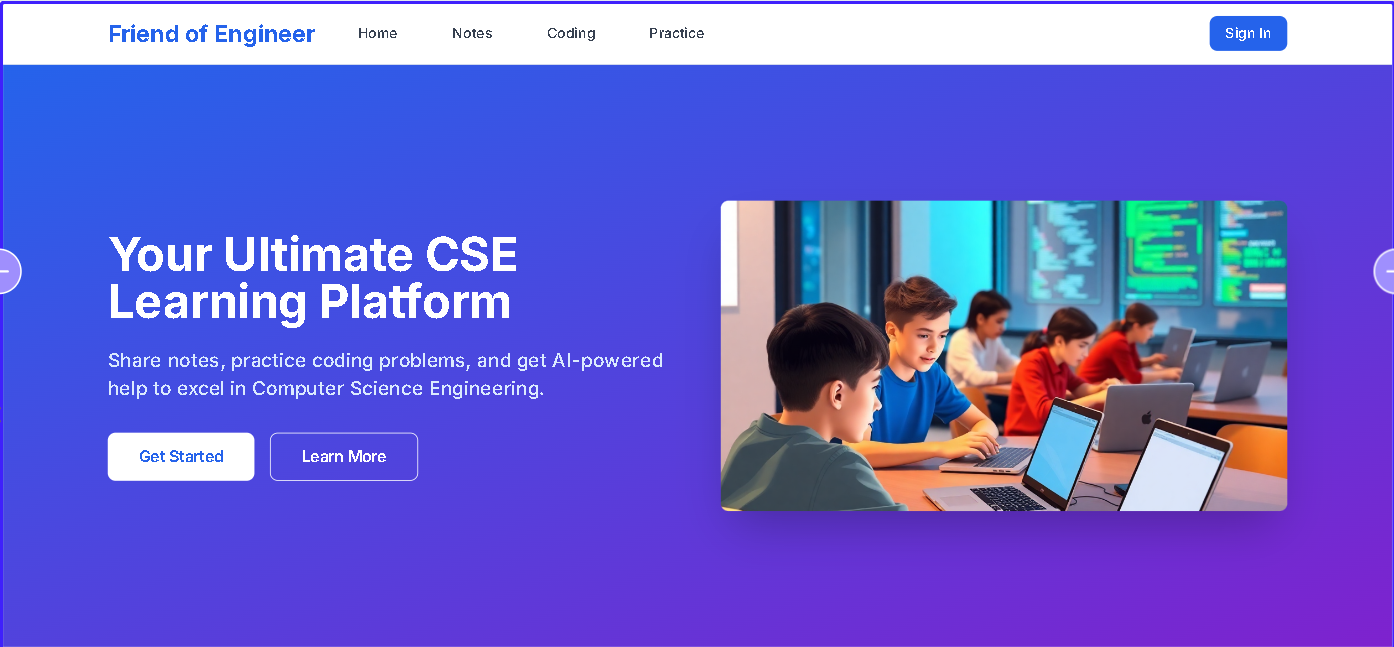 Friend of Engineer
Home
Notes
Coding
Practice
Sign In
Your Ultimate CSE
Learning Platform
Share notes, practice coding problems, and get AI-powered
help to excel in Computer Science Engineering.
Get Started
Learn More